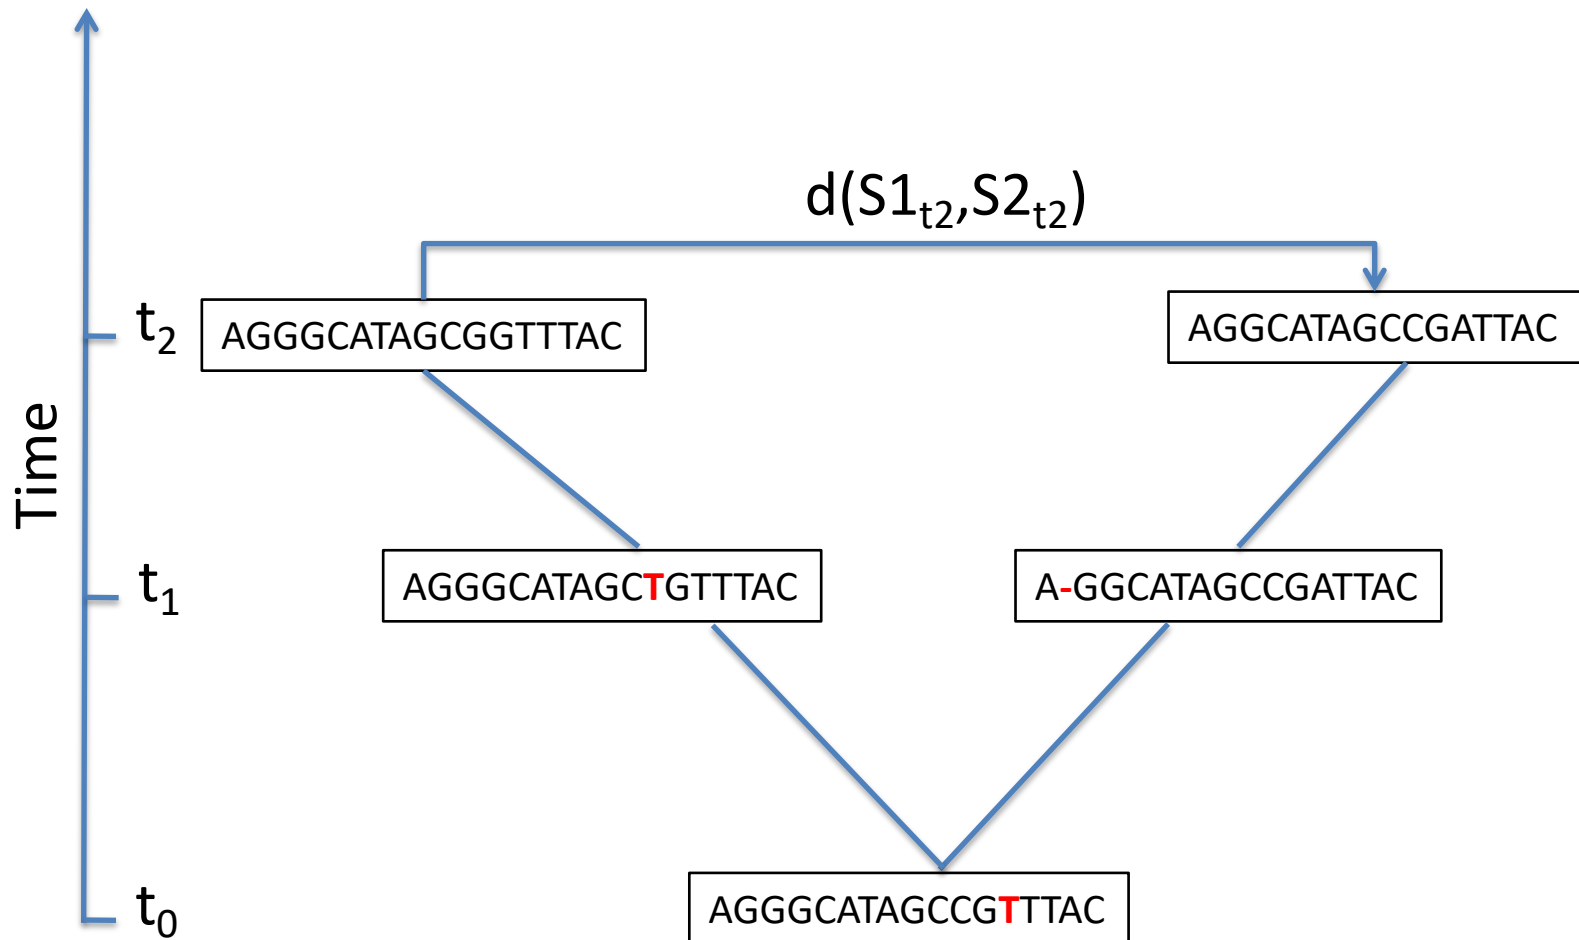 d(S1t2,S2t2)
t2
AGGGCATAGCGGTTTAC
AGGCATAGCCGATTAC
Time
t1
AGGGCATAGCTGTTTAC
A-GGCATAGCCGATTAC
t0
AGGGCATAGCCGTTTAC